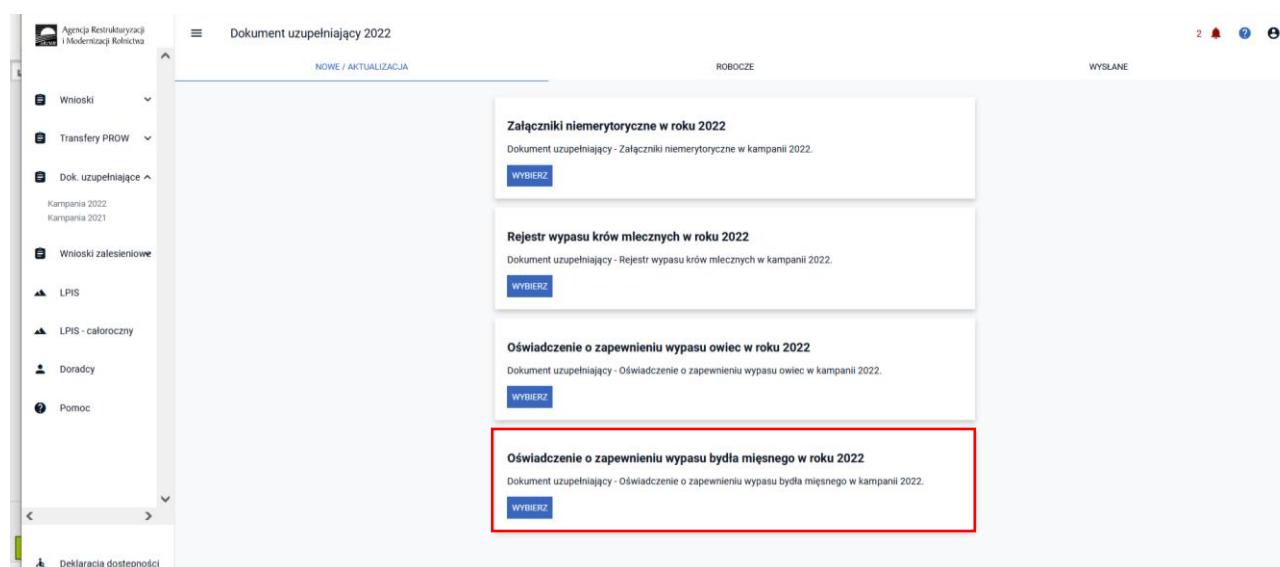 Agencja Restrukturyzacji
i Modernizacji Rolnictwa
Dokument uzupełniający 2022
2
NOWE / AKTUALIZACJA
ROBOCZE
WYSŁANE
Wnioski
Transfery PROW
Dok. uzupełniające
Kampania 2022
Kampania 2021
Wnioski zalesieniowe
LPIS
LPIS - całoroczny
Doradcy
Pomoc
Deklaracja dostępności
Załączniki niemerytoryczne w roku 2022
Dokument uzupełniający - Załączniki niemerytoryczne w kampanii 2022.
WYBIERZ
Rejestr wypasu krów mlecznych w roku 2022
Dokument uzupełniający - Rejestr wypasu krów mlecznych w kampanii 2022.
WYBIERZ
Oświadczenie o zapewnieniu wypasu owiec w roku 2022
Dokument uzupełniający - Oświadczenie o zapewnieniu wypasu owiec w kampanii 2022.
WYBIERZ
Oświadczenie o zapewnieniu wypasu bydła mięsnego w roku 2022
Dokument uzupełniający - Oświadczenie o zapewnieniu wypasu bydła mięsnego w kampanii 2022.
WYBIERZ